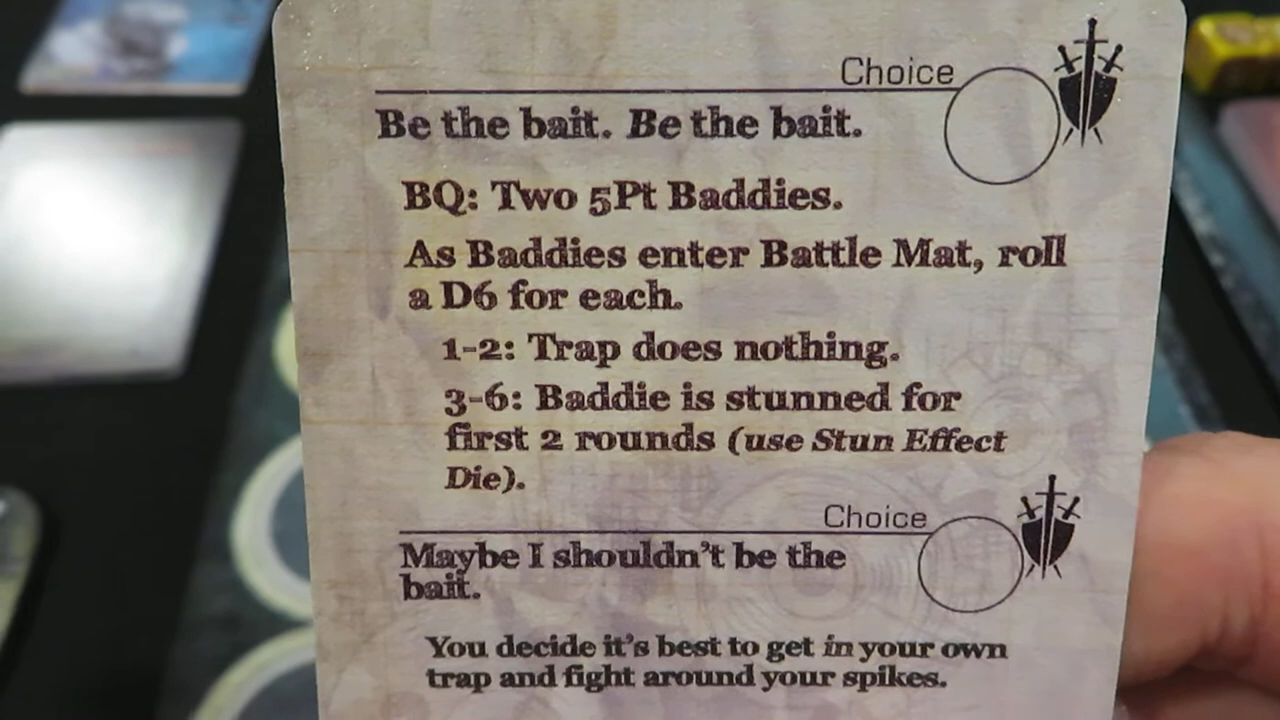 Choice
Be the bait. Be the bait.
BQ: Two 5Pt Baddies.
As Baddies enter Battle Mat, roll
a D6 for each.
1-2: Trap does nothing.
3-6: Baddie is stunned for
first 2 rounds (use Stun Effect
Die).
Choice
Maybe I shouldn't be the
bait.
You decide it's best to get in your own
trap and fight around your spikes.